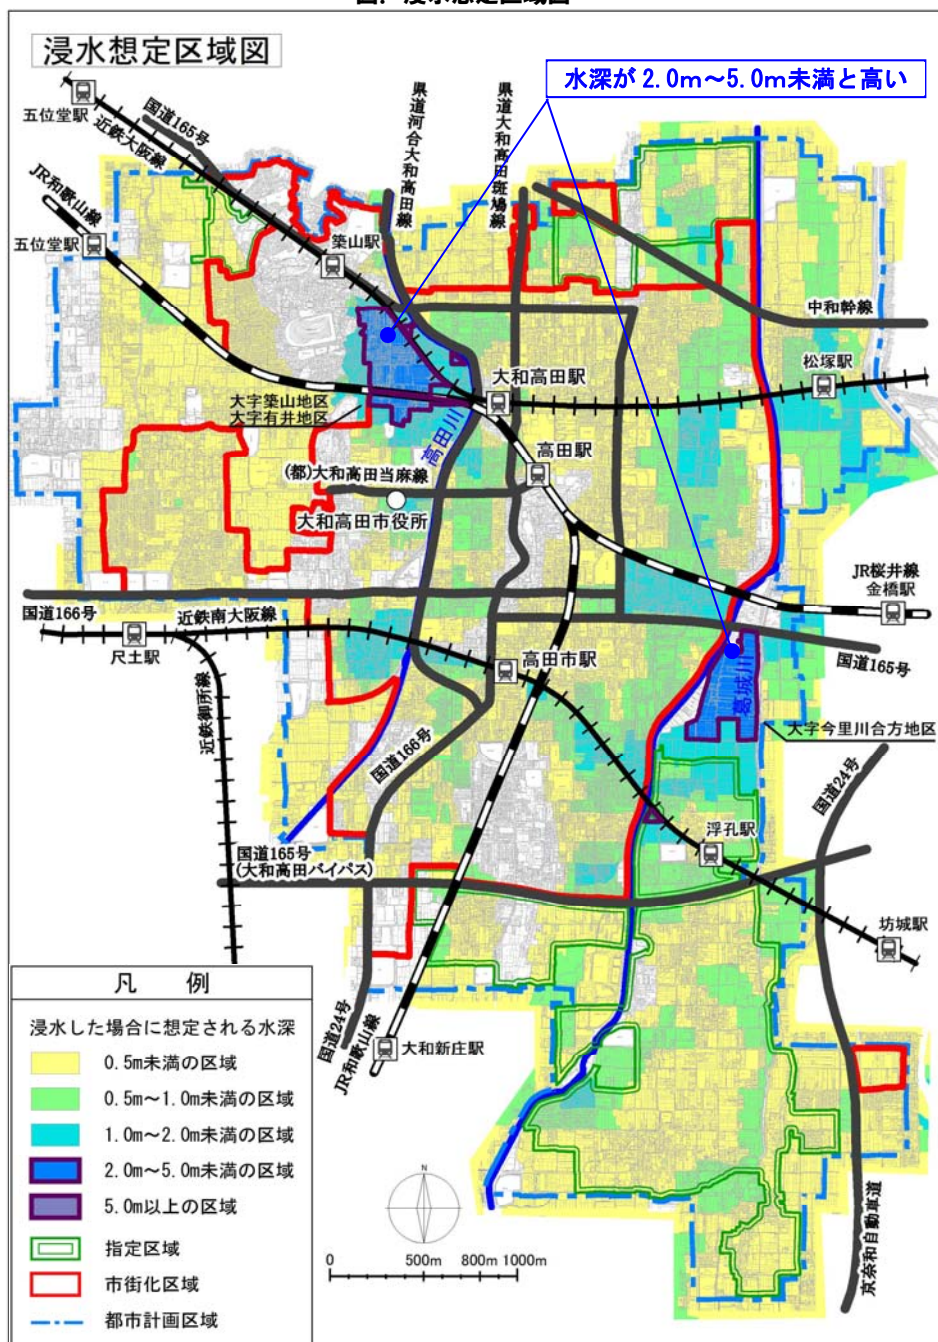 図. 浸水想定区域図
浸水想定区域図
水深が2.0m～5.0m未満と高い
五位堂駅
国道165号
近鉄大阪線
県道河合大和高田線
県道大和高田斑鳩線
JR和歌山線
五位堂駅
築山駅
中和幹線
松塚駅
大和高田駅
大字築山地区
大字有井地区
高田川
高田駅
(都)大和高田当麻線
大和高田市役所
JR桜井線
金橋駅
国道166号
近鉄南大阪線
尺土駅
高田市駅
国道165号
葛城川
近鉄御所線
大字今里川合方地区
国道166号
国道24号
浮孔駅
国道165号
(大和高田バイパス)
坊城駅
国道24号
JR和歌山線
大和新庄駅
京奈和自動車道
凡 例
浸水した場合に想定される水深
0.5m未満の区域
0.5m～1.0m未満の区域
1.0m～2.0m未満の区域
2.0m～5.0m未満の区域
5.0m以上の区域
指定区域
市街化区域
都市計画区域
N
0 500m 800m 1000m